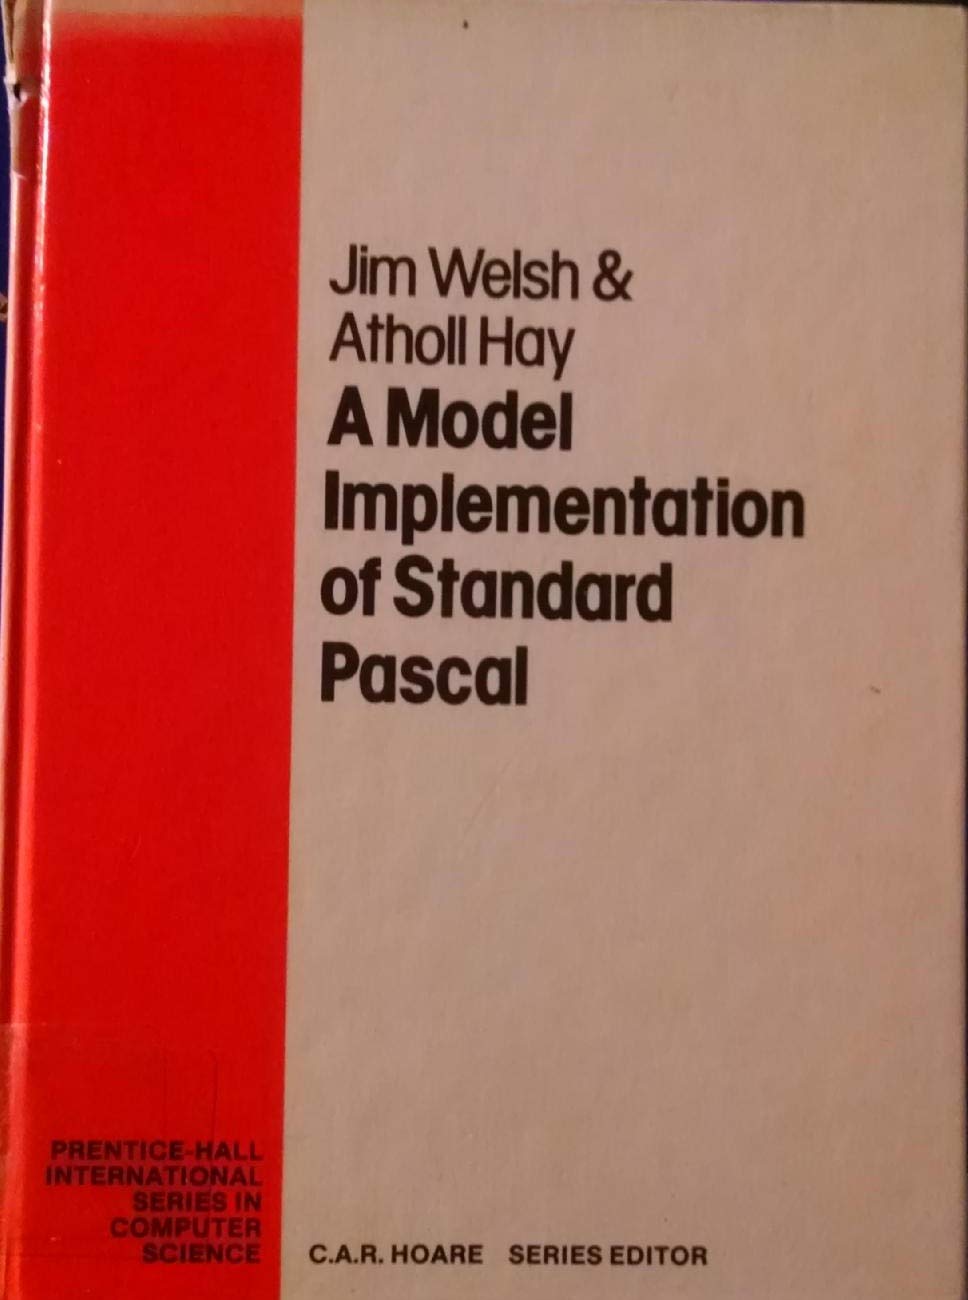 Jim Welsh &
Atholl Hay
A Model
Implementation
of Standard
Pascal
PRENTICE-HALL
INTERNATIONAL
SERIES IN
COMPUTER
SCIENCE
C.A.R. HOARE SERIES EDITOR